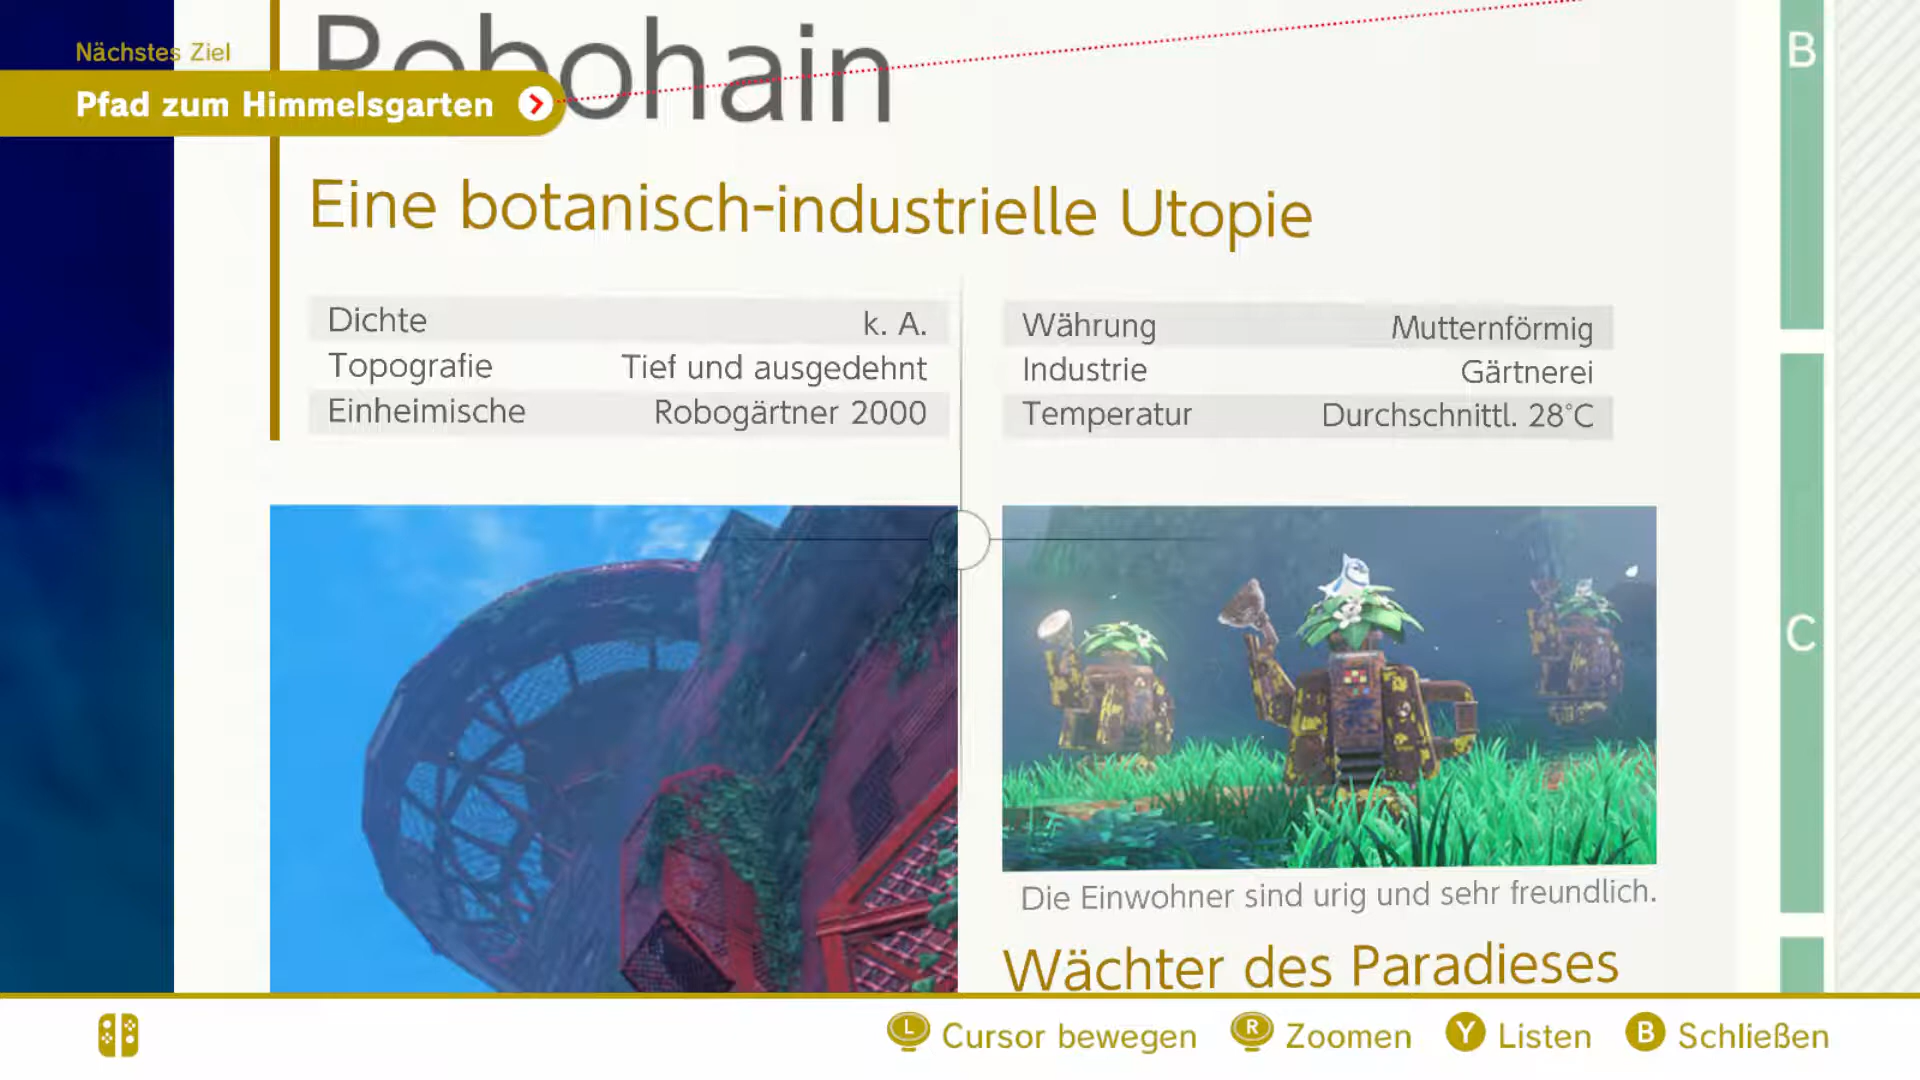 Nächstes Ziel
Pfad zum Himmelsgarten
Robohain
Eine botanisch-industrielle Utopie
Dichte k. A.
Topografie Tief und ausgedehnt
Einheimische Robogärtner 2000
Währung Mutternförmig
Industrie Gärtnerei
Temperatur Durchschnittl. 28°C
Die Einwohner sind urig und sehr freundlich.
Wächter des Paradieses
B
C
L Cursor bewegen R Zoomen Y Listen B Schließen